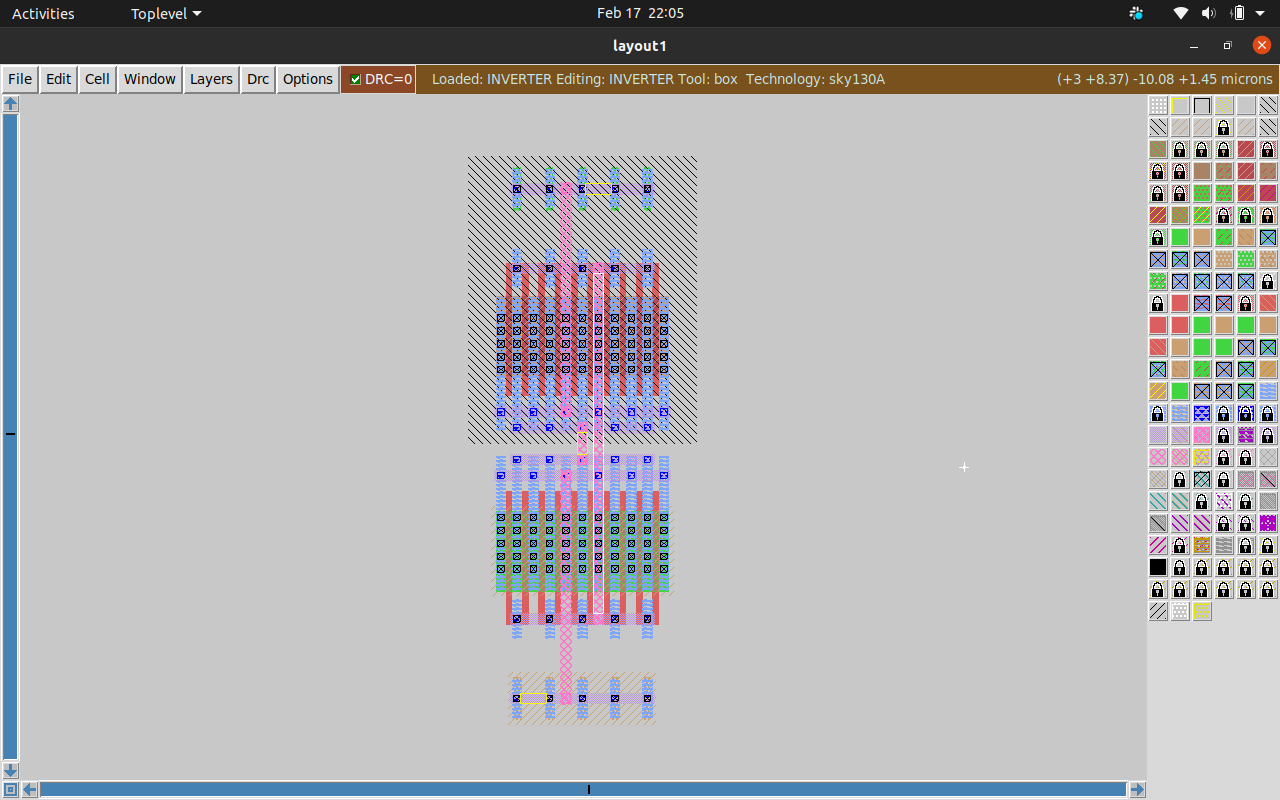 Activities Toplevel Feb 17 22:05
layout1
File Edit Cell Window Layers Drc Options DRC=0 Loaded: INVERTER Editing: INVERTER Tool: box Technology: sky130A (+3 +8.37) -10.08 +1.45 microns